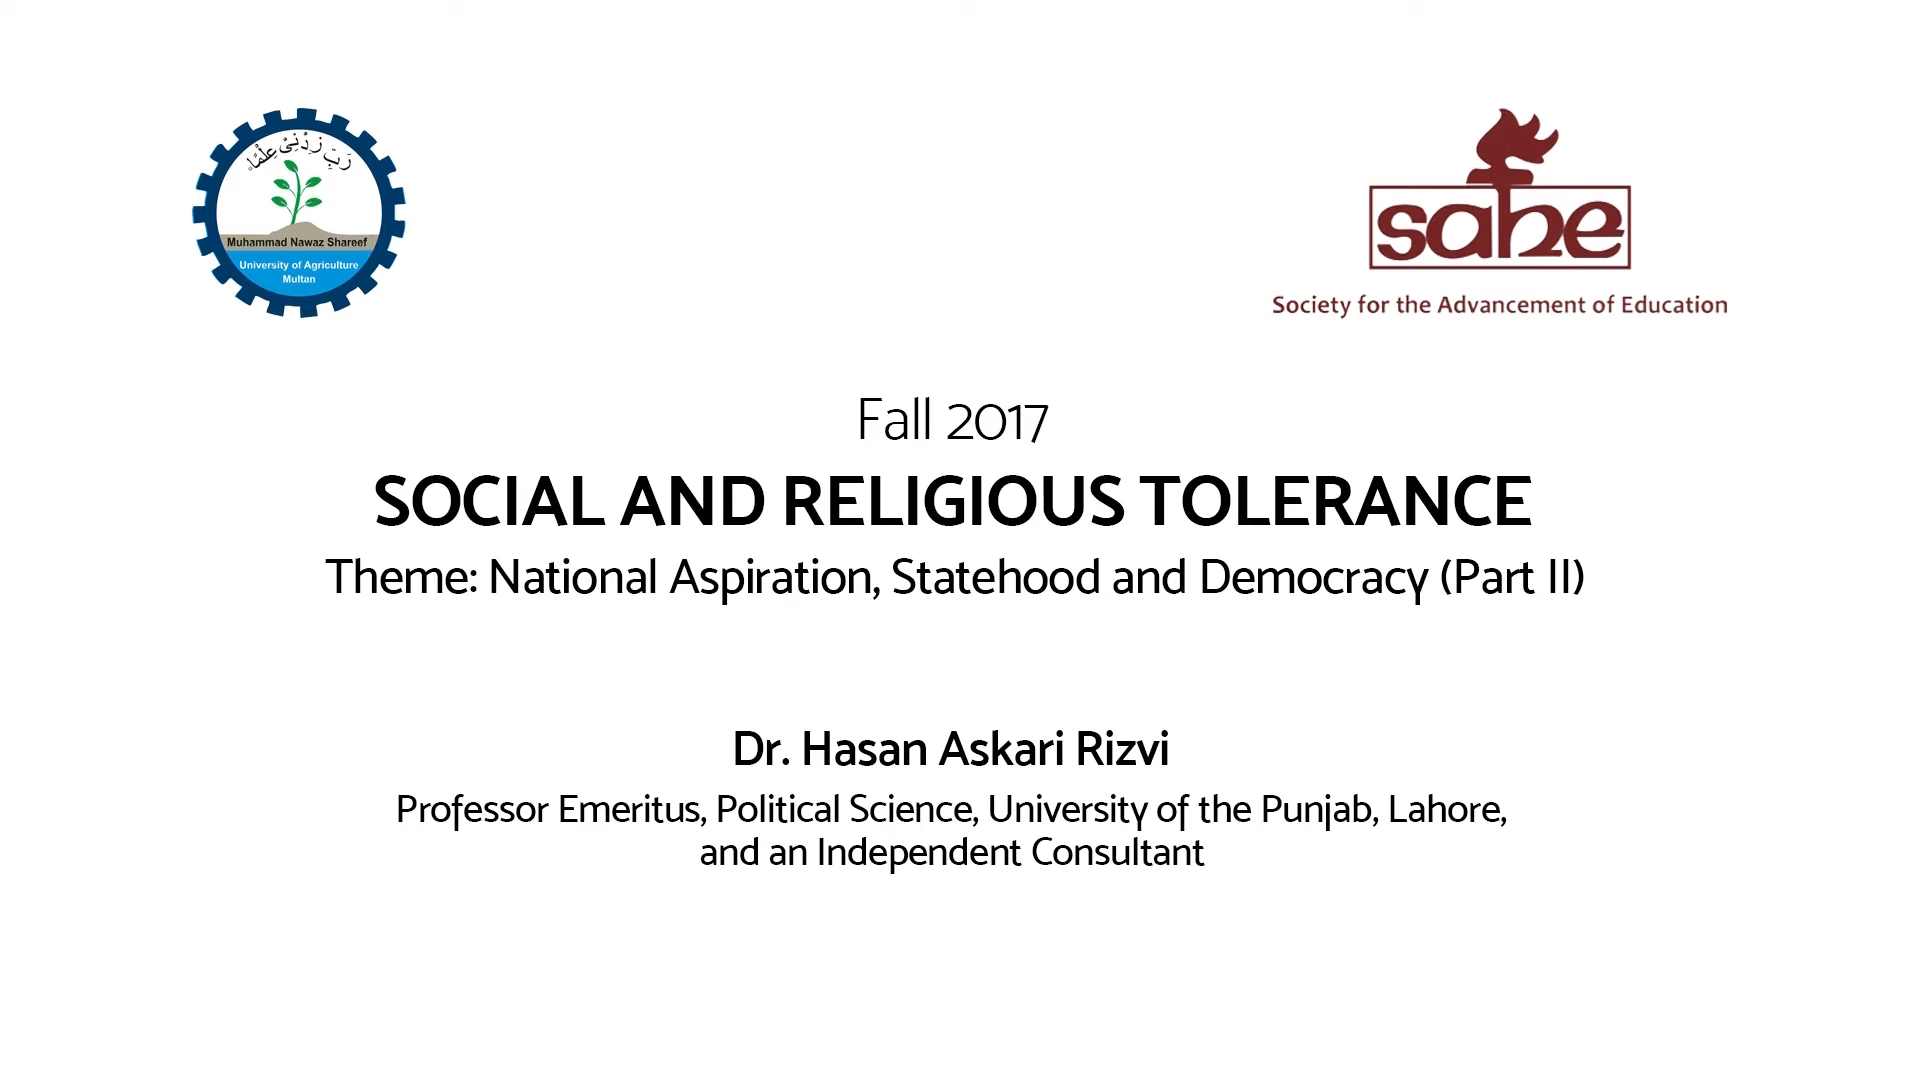 رَبِّ زِدْنِیْ عِلْمًا
Muhammad Nawaz Shareef
University of Agriculture
Multan
sahe
Society for the Advancement of Education
Fall 2017
SOCIAL AND RELIGIOUS TOLERANCE
Theme: National Aspiration, Statehood and Democracy (Part II)
Dr. Hasan Askari Rizvi
Professor Emeritus, Political Science, University of the Punjab, Lahore,
and an Independent Consultant